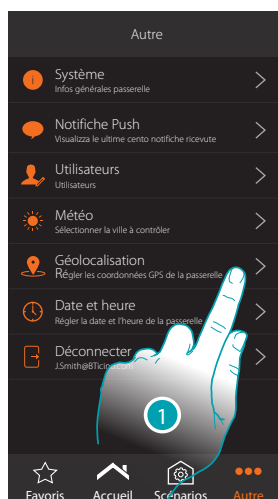 Autre
Système
Infos générales passerelle
Notifiche Push
Visualizza le ultime cento notifiche ricevute
Utilisateurs
Utilisateurs
Météo
Sélectionner la ville à contrôler
Géolocalisation
Régler les coordonnées GPS de la passerelle
Date et heure
Régler la date et l'heure de la passerelle
Déconnecter
J.Smith@BTicino.com
1
Favoris Accueil Scénarios Autre